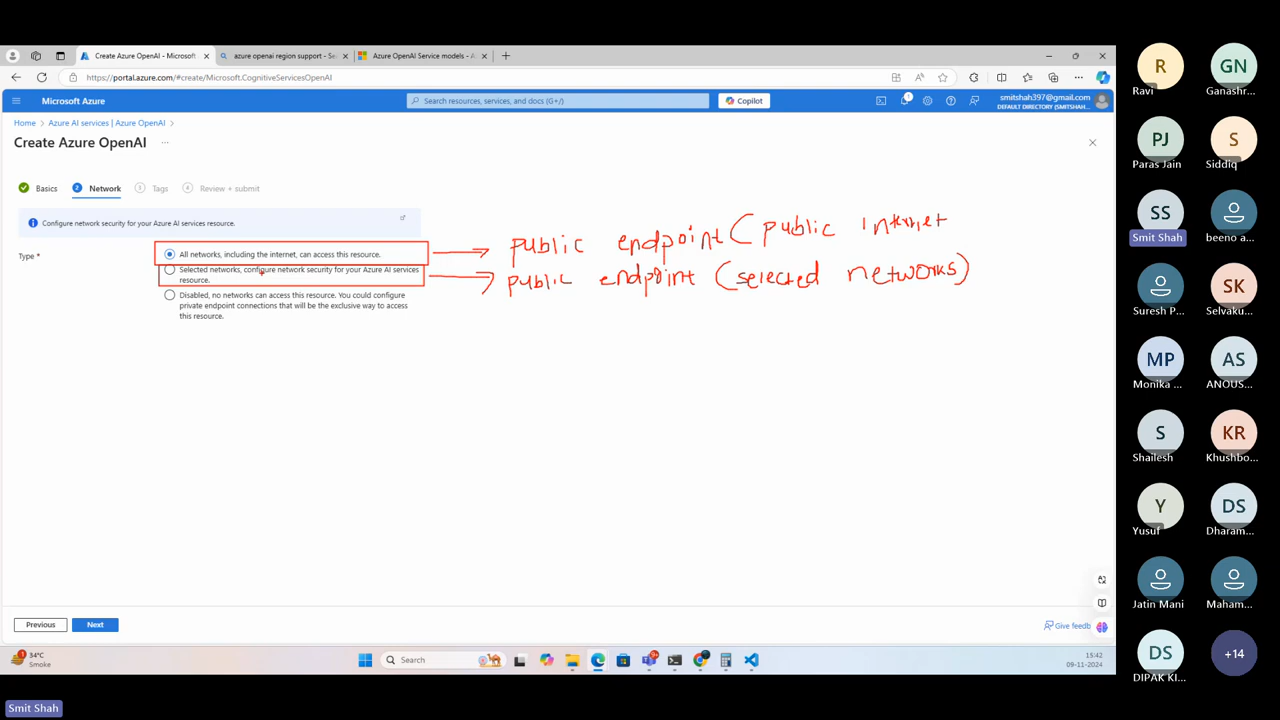 Create Azure OpenAI - Microsoft
azure openai region support - Se
Azure OpenAI Service models - A
https://portal.azure.com/#create/Microsoft.CognitiveServicesOpenAI
Microsoft Azure
Search resources, services, and docs (G+/)
Copilot
1
smitshah397@gmail.com
DEFAULT DIRECTORY (SMITSHAH...
Home > Azure AI services | Azure OpenAI >
Create Azure OpenAI ...
Basics
2 Network
3 Tags
4 Review + submit
Configure network security for your Azure AI services resource.
Type *
All networks, including the internet, can access this resource.
Selected networks, configure network security for your Azure AI services
resource.
Disabled, no networks can access this resource. You could configure
private endpoint connections that will be the exclusive way to access
this resource.
public endpoint ( public internet
public endpoint (selected networks)
Previous
Next
Give feedb
34°C
Smoke
Search
15:42
09-11-2024
R
Ravi
GN
Ganashr...
PJ
Paras Jain
S
Siddiq
SS
Smit Shah
beeno a...
Suresh P...
SK
Selvaku...
MP
Monika ...
AS
ANOUS...
S
Shailesh
KR
Khushbo...
Y
Yusuf
DS
Dharam...
Jatin Mani
Maham...
DS
DIPAK KI...
+14
Smit Shah